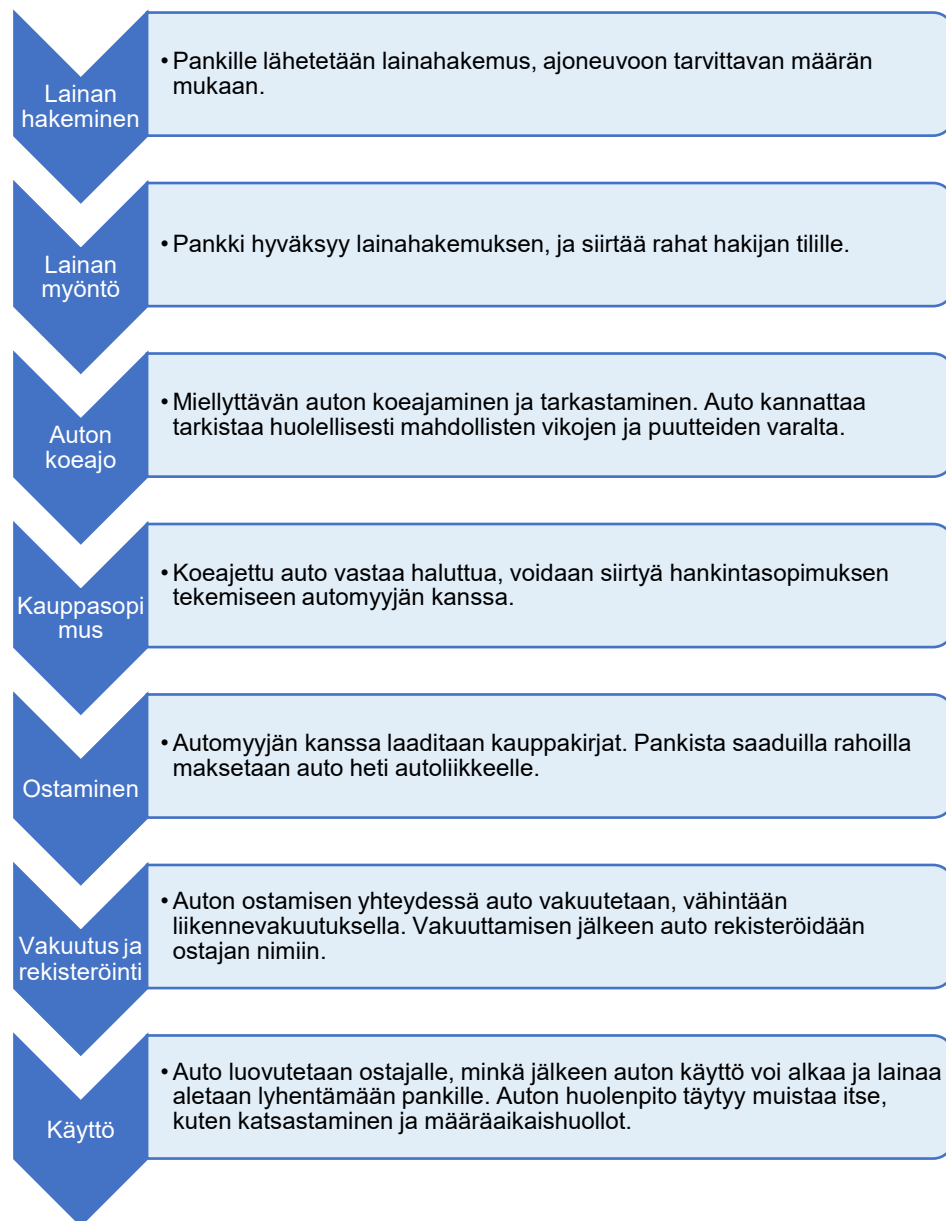 Lainan
hakeminen
• Pankille lähetetään lainahakemus, ajoneuvoon tarvittavan määrän
mukaan.
Lainan
myöntö
• Pankki hyväksyy lainahakemuksen, ja siirtää rahat hakijan tilille.
Auton
koeajo
• Miellyttävän auton koeajaminen ja tarkastaminen. Auto kannattaa
tarkistaa huolellisesti mahdollisten vikojen ja puutteiden varalta.
Kauppasopi
mus
• Koeajettu auto vastaa haluttua, voidaan siirtyä hankintasopimuksen
tekemiseen automyyjän kanssa.
Ostaminen
• Automyyjän kanssa laaditaan kauppakirjat. Pankista saaduilla rahoilla
maksetaan auto heti autoliikkeelle.
Vakuutus ja
rekisteröinti
• Auton ostamisen yhteydessä auto vakuutetaan, vähintään
liikennevakuutuksella. Vakuuttamisen jälkeen auto rekisteröidään
ostajan nimiin.
Käyttö
• Auto luovutetaan ostajalle, minkä jälkeen auton käyttö voi alkaa ja lainaa
aletaan lyhentämään pankille. Auton huolenpito täytyy muistaa itse,
kuten katsastaminen ja määräaikaishuollot.